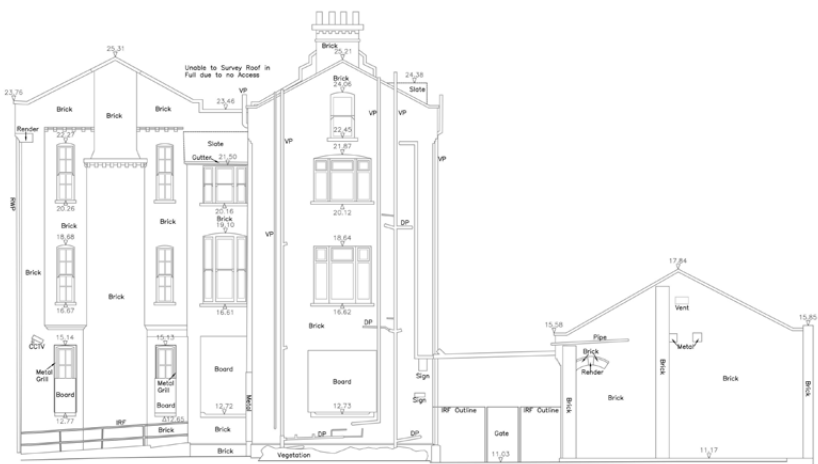 25.31
Unable to Survey Roof in
Full due to no Access
Brick
25.21
Brick
24.06
24.38
Slate
23.76
VP
23.46
Brick
Brick
Brick
VP
VP
Render
22.27
22.45
Slate
VP
21.87
Gutter
21.50
VP
RWP
20.26
20.16
20.12
Brick
Brick
Brick
19.10
DP
VP
18.68
18.64
Brick
Brick
17.84
16.61
16.62
Vent
Brick
DP
15.58
15.85
CCTV
15.14
15.13
Pipe
Metal
Metal
Grill
Metal
Grill
Board
Board
Brick
Render
Brick
Brick
Sign
Board
Board
Brick
Brick
Sign
Brick
12.77
12.65
12.72
12.73
Metal
IRF Outline
IRF Outline
IRF
Brick
Brick
DP
DP
Gate
Brick
Vegetation
11.03
11.17